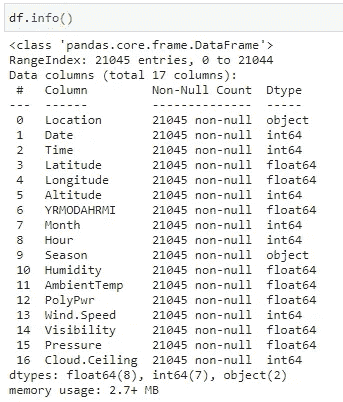 df.info()
<class 'pandas.core.frame.DataFrame'>
RangeIndex: 21045 entries, 0 to 21044
Data columns (total 17 columns):
 #   Column        Non-Null Count  Dtype
---  ------        --------------  -----
 0   Location      21045 non-null  object
 1   Date          21045 non-null  int64
 2   Time          21045 non-null  int64
 3   Latitude      21045 non-null  float64
 4   Longitude     21045 non-null  float64
 5   Altitude      21045 non-null  int64
 6   YRMODAHRMI    21045 non-null  float64
 7   Month         21045 non-null  int64
 8   Hour          21045 non-null  int64
 9   Season        21045 non-null  object
 10  Humidity      21045 non-null  float64
 11  AmbientTemp   21045 non-null  float64
 12  PolyPwr       21045 non-null  float64
 13  Wind.Speed    21045 non-null  int64
 14  Visibility    21045 non-null  float64
 15  Pressure      21045 non-null  float64
 16  Cloud.Ceiling 21045 non-null  int64
dtypes: float64(8), int64(7), object(2)
memory usage: 2.7+ MB